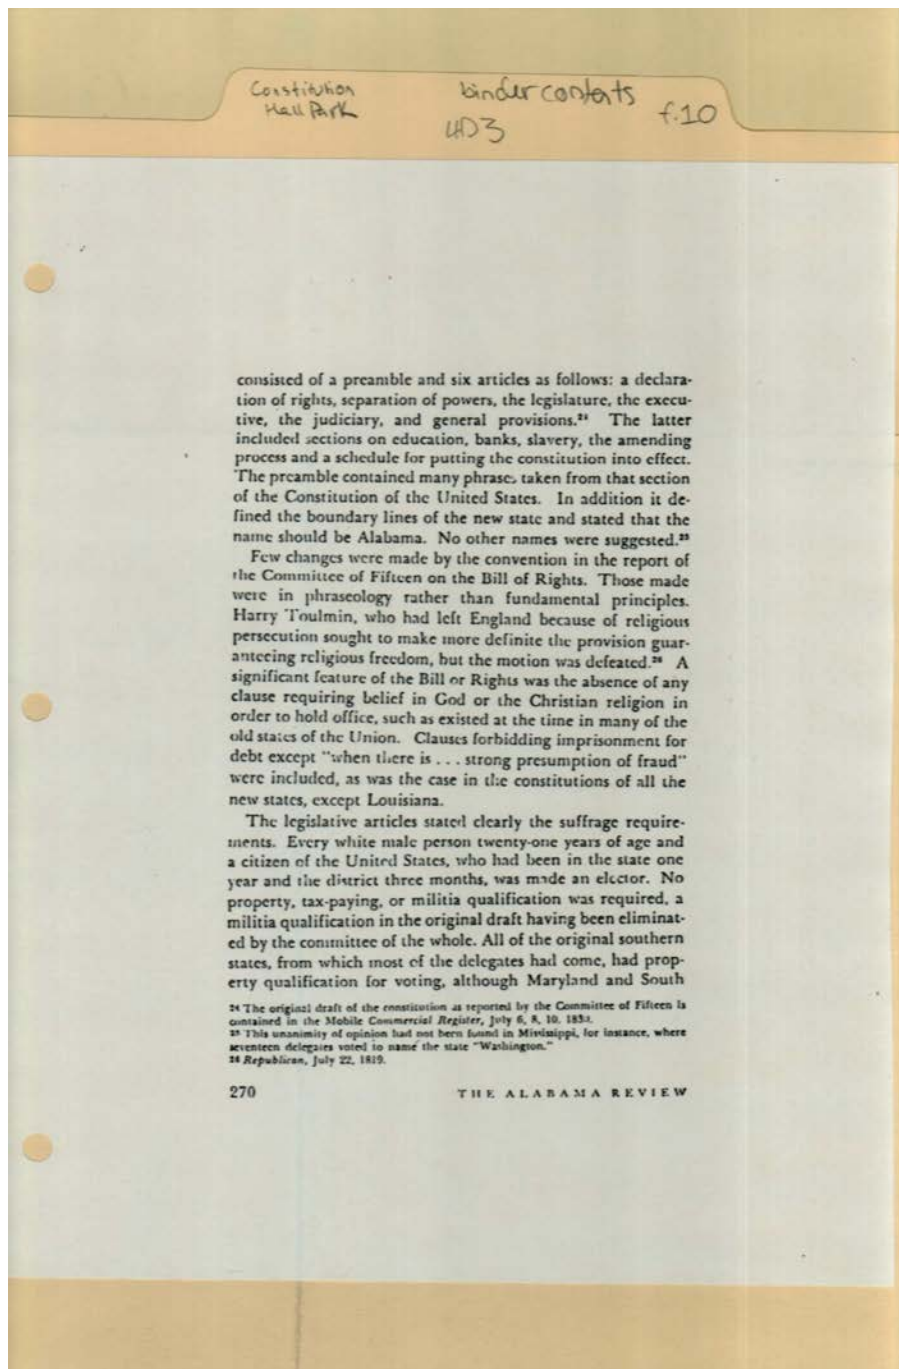 Constitution
Hall Park
binder contents
4D3
f.10
consisted of a preamble and six articles as follows: a declara-
tion of rights, separation of powers, the legislature, the execu-
tive, the judiciary, and general provisions.²⁴ The latter
included sections on education, banks, slavery, the amending
process and a schedule for putting the constitution into effect.
The preamble contained many phrases taken from that section
of the Constitution of the United States. In addition it de-
fined the boundary lines of the new state and stated that the
name should be Alabama. No other names were suggested.²⁵
Few changes were made by the convention in the report of
the Committee of Fifteen on the Bill of Rights. Those made
were in phraseology rather than fundamental principles.
Harry Toulmin, who had left England because of religious
persecution sought to make more definite the provision guar-
anteeing religious freedom, but the motion was defeated.²⁶ A
significant feature of the Bill or Rights was the absence of any
clause requiring belief in God or the Christian religion in
order to hold office, such as existed at the time in many of the
old states of the Union. Clauses forbidding imprisonment for
debt except "when there is . . . strong presumption of fraud"
were included, as was the case in the constitutions of all the
new states, except Louisiana.
The legislative articles stated clearly the suffrage require-
ments. Every white male person twenty-one years of age and
a citizen of the United States, who had been in the state one
year and the district three months, was made an elector. No
property, tax-paying, or militia qualification was required, a
militia qualification in the original draft having been eliminat-
ed by the committee of the whole. All of the original southern
states, from which most of the delegates had come, had prop-
erty qualification for voting, although Maryland and South
²⁴ The original draft of the constitution as reported by the Committee of Fifteen is
contained in the Mobile Commercial Register, July 6, 8, 10,
²⁵ This unanimity of opinion had not been found in Mississippi, for instance, where
seventeen delegates voted to name the state "Washington."
²⁶ Republican, July 22, 1819.
270
THE ALABAMA REVIEW